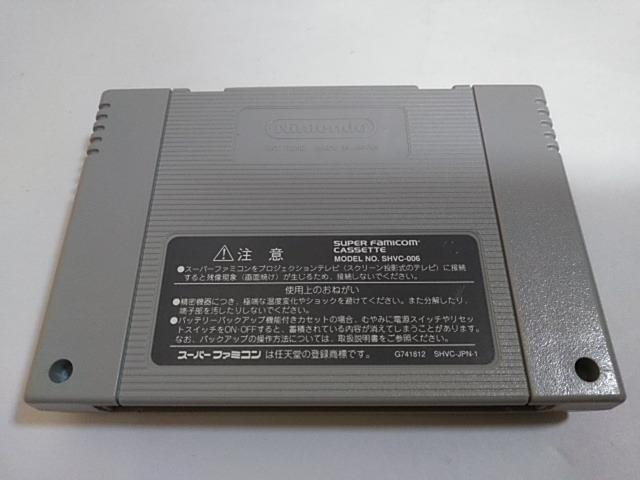 Nintendo
PAT. PEND. MADE IN JAPAN
注意
SUPER FAMICOM™
CASSETTE
MODEL NO. SHVC-006
●スーパーファミコンをプロジェクションテレビ(スクリーン投影式のテレビ)に接続
すると残像現象(画面焼け)が生じるため、接続しないでください。
使用上のおねがい
●精密機器につき、極端な温度変化やショックを避けてください。また分解したり、
端子部を汚したりしないでください。
●バッテリーバックアップ機能付きカセットの場合、むやみに電源スイッチやリセ
ットスイッチをON・OFFすると、蓄積されている内容が消えてしまうことがあります。
なお、バックアップの操作方法については、取扱説明書をご参照ください。
スーパーファミコン は任天堂の登録商標です。 G741812 SHVC-JPN-1